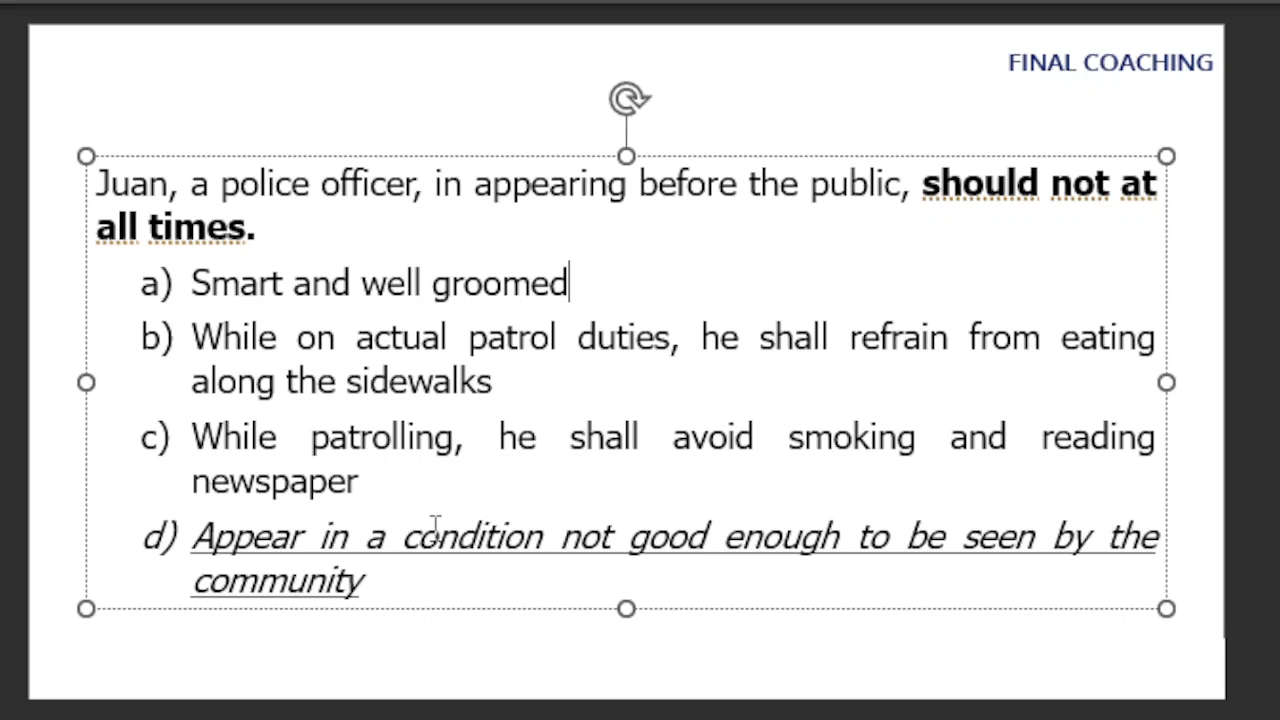 FINAL COACHING
Juan, a police officer, in appearing before the public, should not at
all times.
a) Smart and well groomed
b) While on actual patrol duties, he shall refrain from eating
along the sidewalks
c) While patrolling, he shall avoid smoking and reading
newspaper
d) Appear in a condition not good enough to be seen by the
community